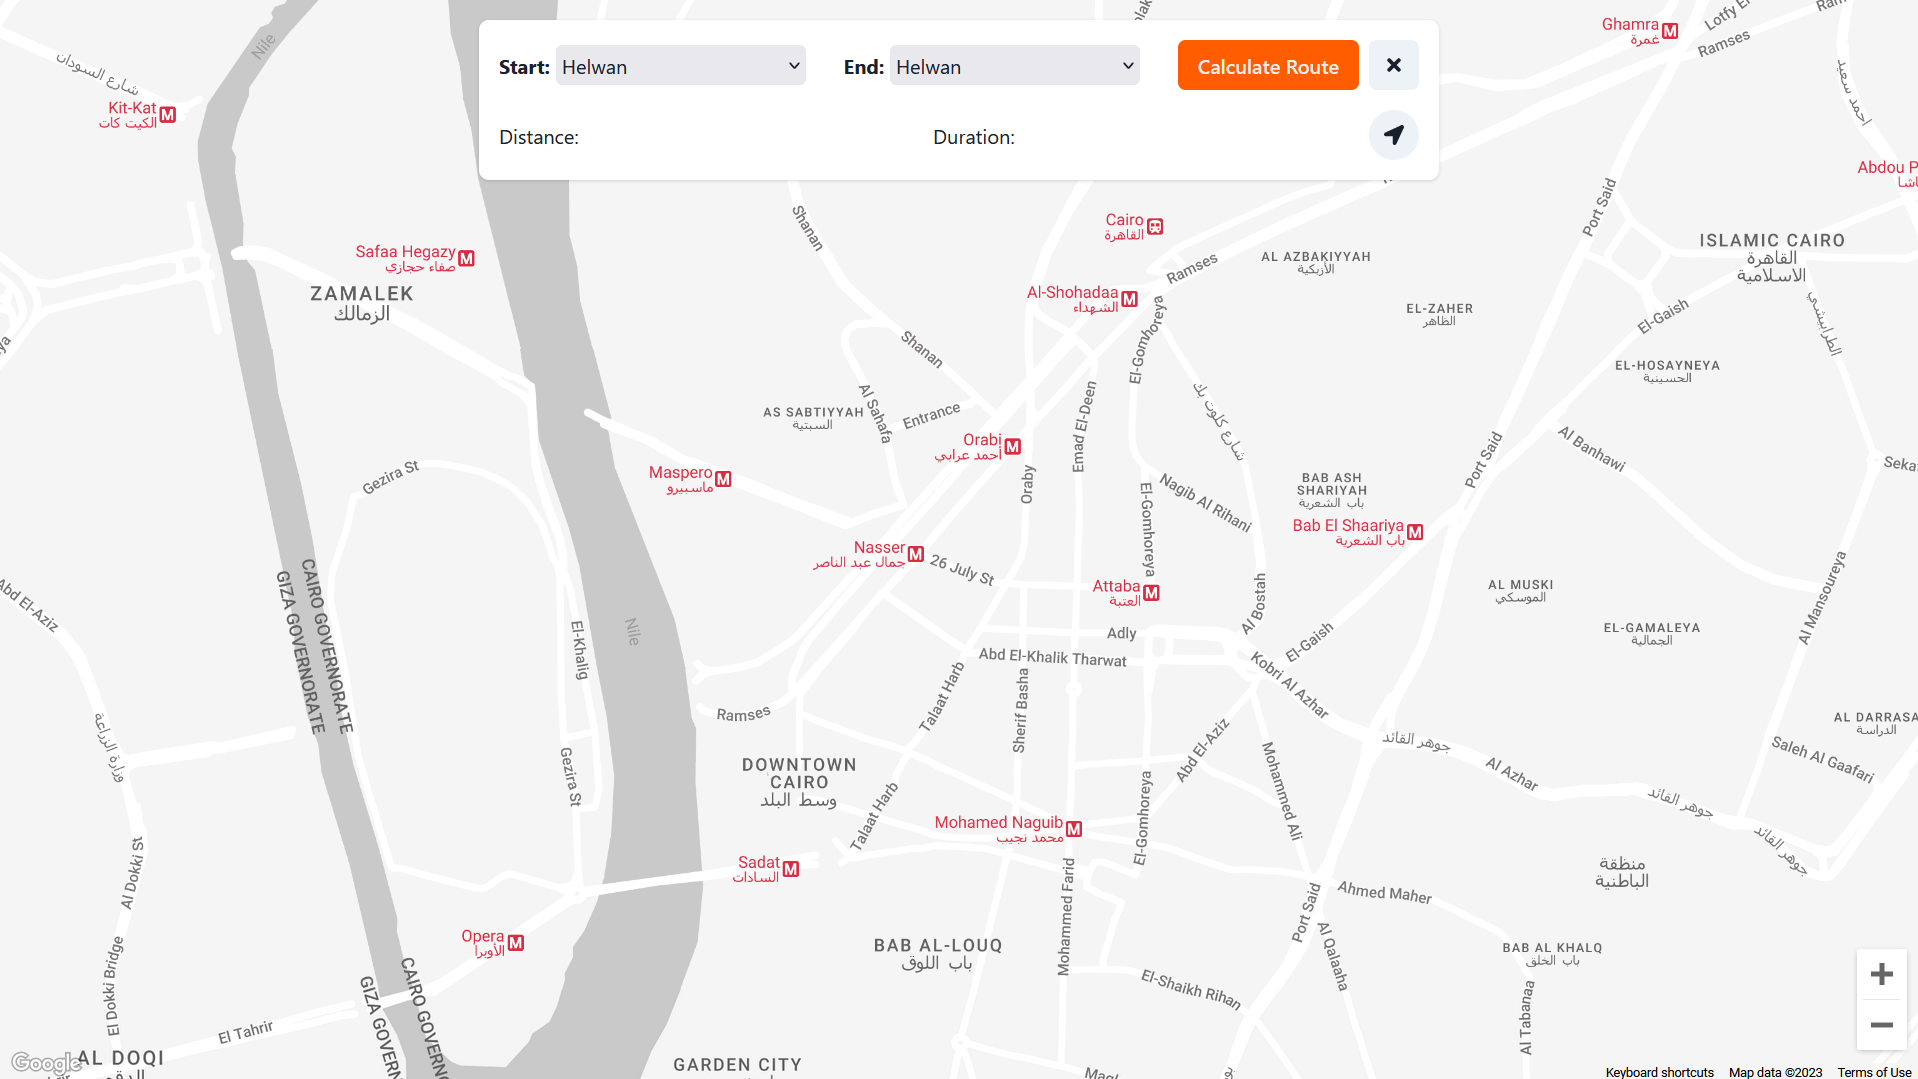 Start:
Helwan
End:
Helwan
Calculate Route
Distance:
Duration:
Nile
شارع السودان
Kit-Kat
الكيت كات
Ghamra
غمرة
Ramses
احمد سعيد
Port Said
Safaa Hegazy
صفاء حجازي
ZAMALEK
الزمالك
Shanan
Cairo
القاهرة
Al-Shohadaa
الشهداء
Ramses
AL AZBAKIYYAH
الأزبكية
ISLAMIC CAIRO
القاهرة
الاسلامية
EL-ZAHER
الظاهر
El-Gaish
الطرابيشي
EL-HOSAYNEYA
الحسينية
El-Gomhoreya
Shanan
Al Sahafa
Entrance
AS SABTIYYAH
السبتية
Emad El-Deen
شارع كلوت بك
Orabi
أحمد عرابي
Oraby
Maspero
ماسبيرو
Gezira St
Port Said
Al Banhawi
BAB ASH
SHARIYAH
باب الشعرية
Bab El Shaariya
باب الشعرية
Nagib Al Rihani
El-Gomhoreya
Nasser
جمال عبد الناصر
26 July St
Attaba
العتبة
AL MUSKI
الموسكي
Al Mansoureya
Abd El-Aziz
CAIRO GOVERNORATE
GIZA GOVERNORATE
El-Khalig
Nile
Adly
Al Bostah
El-Gaish
EL-GAMALEYA
الجمالية
Abd El-Khalik Tharwat
Kobri Al Azhar
Talaat Harb
Sherif Basha
Ramses
وزارة الزراعة
Abd El-Aziz
Mohammed Ali
جوهر القائد
Al Azhar
جوهر القائد
AL DARRASA
الدراسة
Saleh Al Gaafari
جوهر القائد
Gezira St
DOWNTOWN
CAIRO
وسط البلد
Talaat Harb
El-Gomhoreya
Mohamed Naguib
محمد نجيب
Sadat
السادات
Al Dokki St
منطقة
الباطنية
Ahmed Maher
Port Said
Mohammed Farid
Opera
الأوبرا
BAB AL-LOUQ
باب اللوق
Al Qalaaha
BAB AL KHALQ
باب الخلق
El Dokki Bridge
El-Shaikh Rihan
Al Tabanaa
El Tahrir
AL DOQI
GARDEN CITY
Google
Keyboard shortcuts
Map data ©2023
Terms of Use